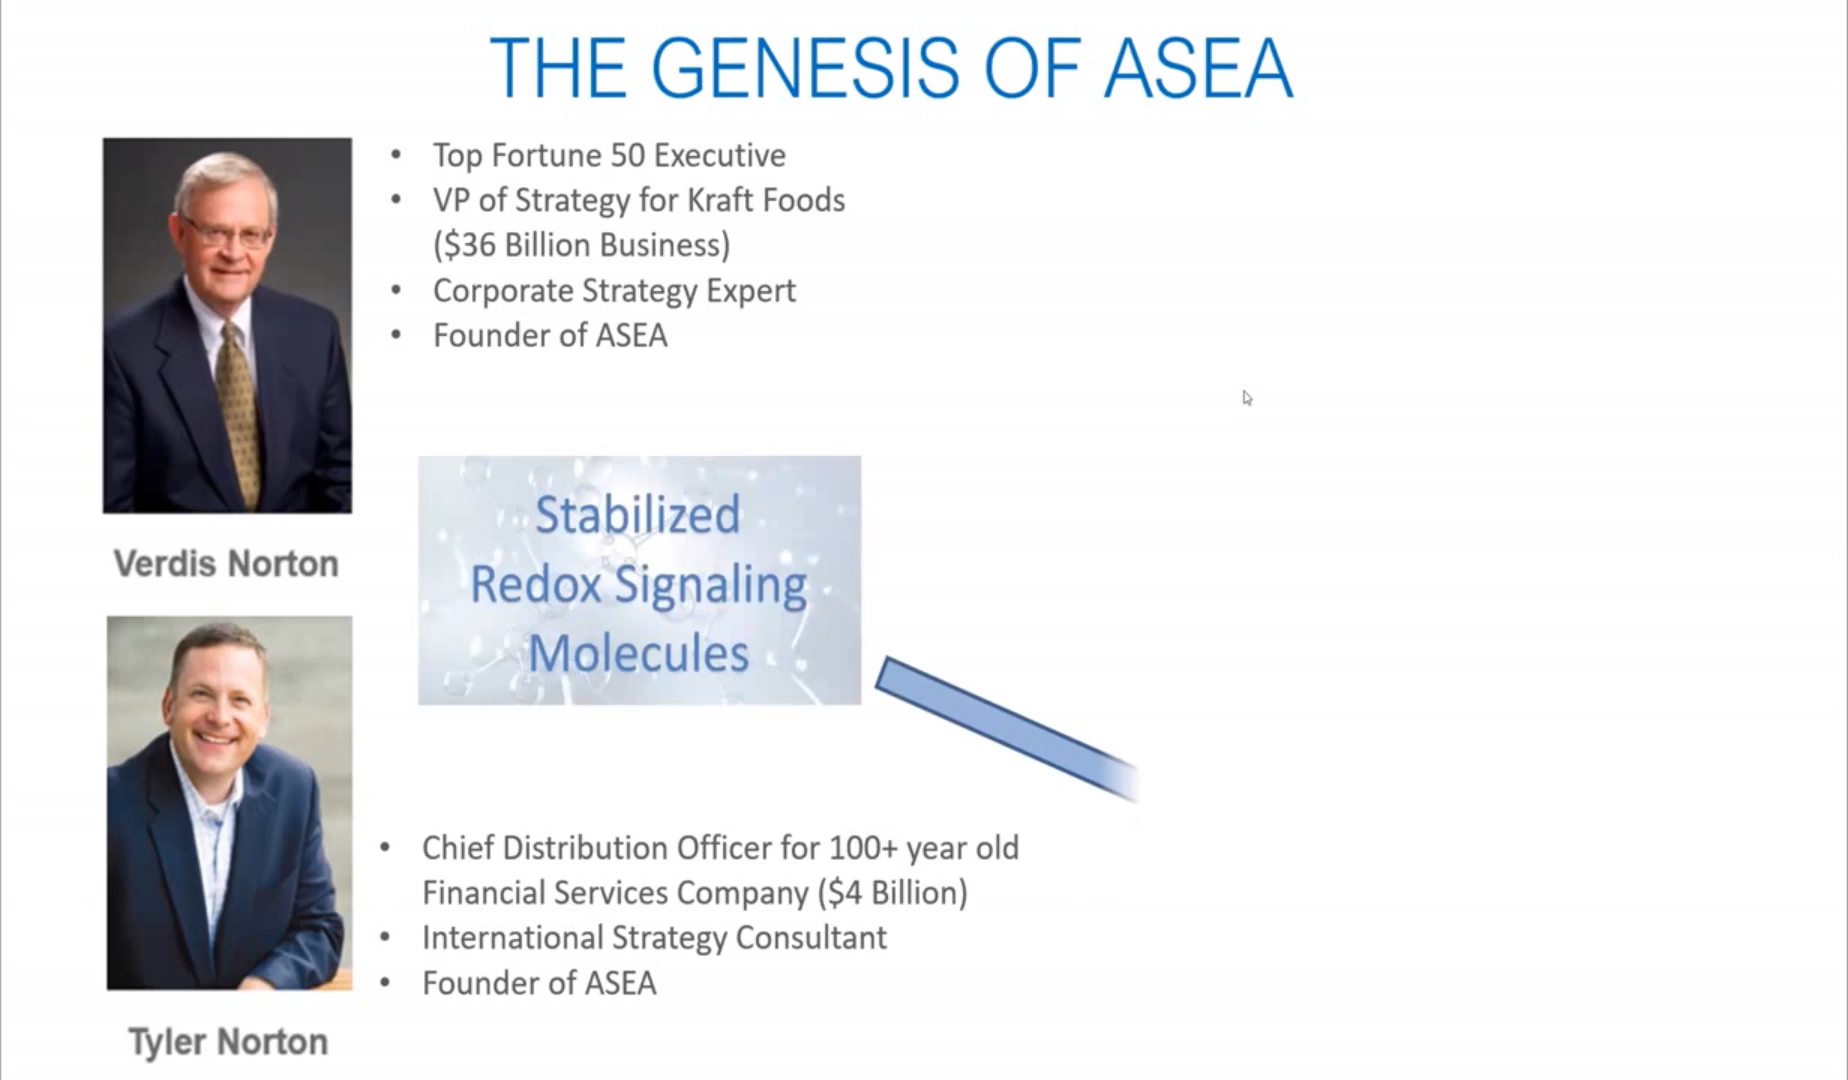 THE GENESIS OF ASEA
• Top Fortune 50 Executive
• VP of Strategy for Kraft Foods
($36 Billion Business)
• Corporate Strategy Expert
• Founder of ASEA
Verdis Norton
Stabilized
Redox Signaling
Molecules
• Chief Distribution Officer for 100+ year old
Financial Services Company ($4 Billion)
• International Strategy Consultant
• Founder of ASEA
Tyler Norton